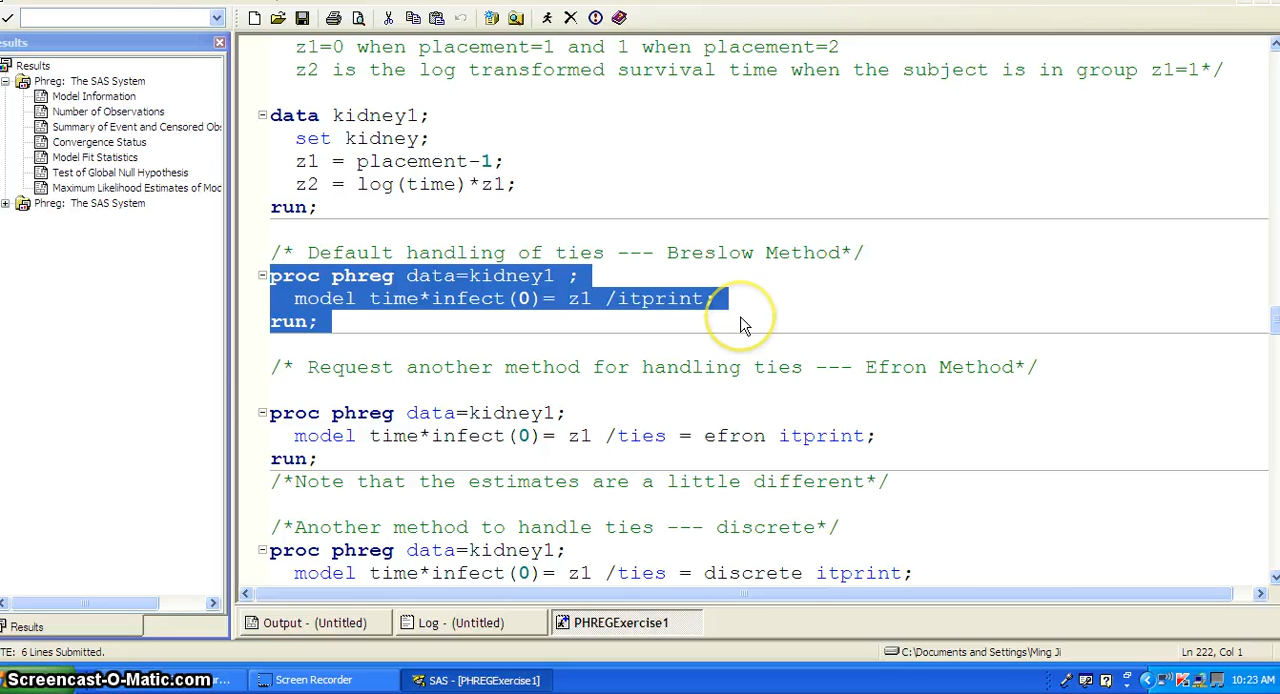 esults
Results
Phreg: The SAS System
Model Information
Number of Observations
Summary of Event and Censored Ob
Convergence Status
Model Fit Statistics
Test of Global Null Hypothesis
Maximum Likelihood Estimates of Moc
Phreg: The SAS System
z1=0 when placement=1 and 1 when placement=2
z2 is the log transformed survival time when the subject is in group z1=1*/
data kidney1;
set kidney;
z1 = placement-1;
z2 = log(time)*z1;
run;
/* Default handling of ties --- Breslow Method*/
proc phreg data=kidney1 ;
model time*infect(0)= z1 /itprint;
run;
/* Request another method for handling ties --- Efron Method*/
proc phreg data=kidney1;
model time*infect(0)= z1 /ties = efron itprint;
run;
/*Note that the estimates are a little different*/
/*Another method to handle ties --- discrete*/
proc phreg data=kidney1;
model time*infect(0)= z1 /ties = discrete itprint;
Results
Output - (Untitled)
Log - (Untitled)
PHREGExercise1
TE: 6 Lines Submitted.
C:\Documents and Settings\Ming Ji
Ln 222, Col 1
Screencast-O-Matic.com
Screen Recorder
SAS - [PHREGExercise1]
10:23 AM